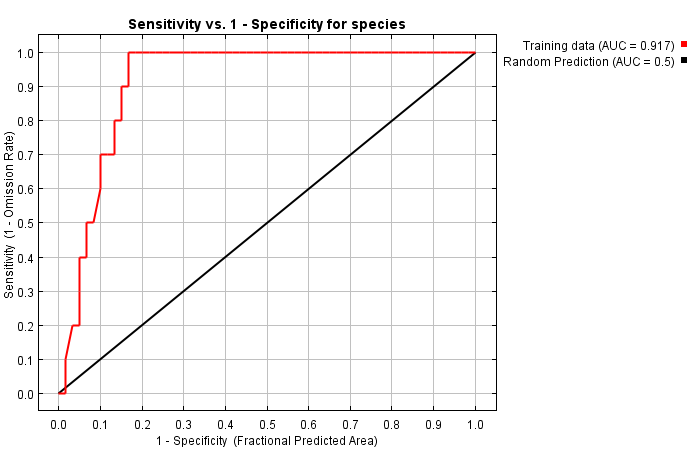 Sensitivity vs. 1 - Specificity for species
Training data (AUC = 0.917)
Random Prediction (AUC = 0.5)
Sensitivity (1 - Omission Rate)
1.0
0.9
0.8
0.7
0.6
0.5
0.4
0.3
0.2
0.1
0.0
0.0 0.1 0.2 0.3 0.4 0.5 0.6 0.7 0.8 0.9 1.0
1 - Specificity (Fractional Predicted Area)